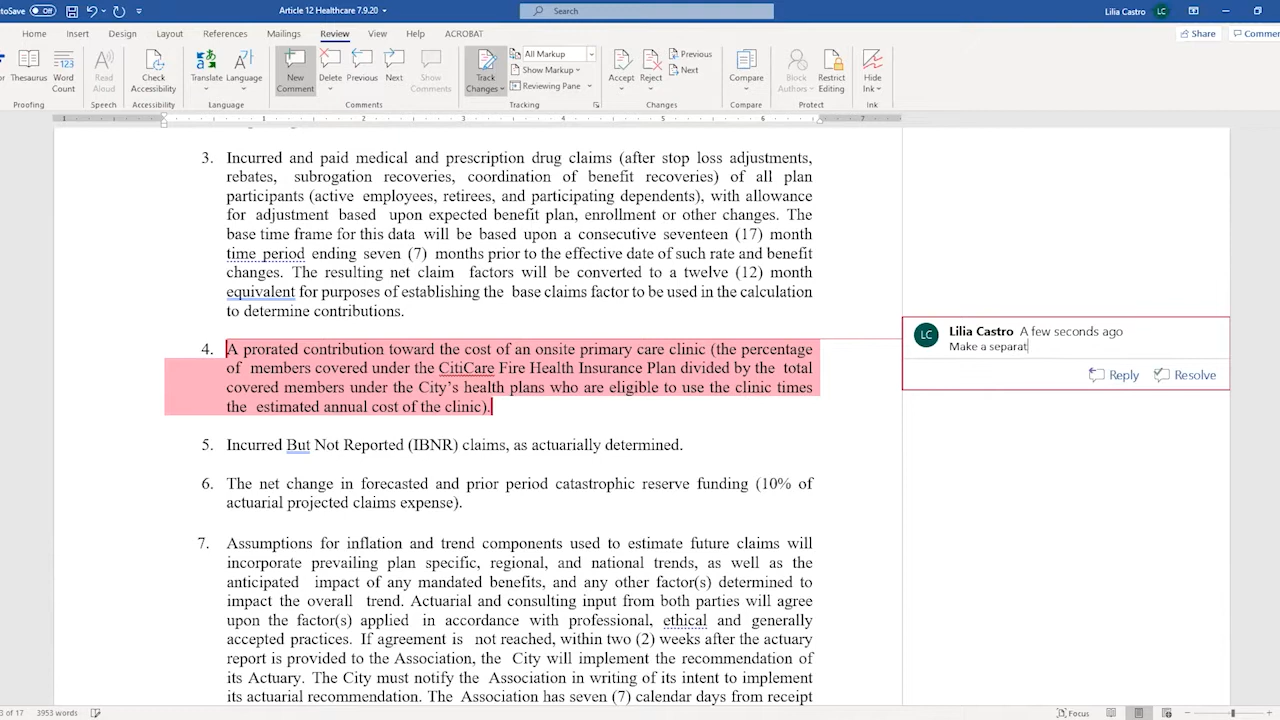 AutoSave Off
Article 12 Healthcare 7.9.20
Search
Lilia Castro LC
Home Insert Design Layout References Mailings Review View Help ACROBAT
Share Commen
Thesaurus
Word Count
Read Aloud
Check Accessibility
Translate
Language
New Comment
Delete
Previous
Next
Show Comments
Track Changes
All Markup
Show Markup
Reviewing Pane
Accept
Reject
Previous
Next
Compare
Block Authors
Restrict Editing
Hide Ink
Proofing Speech Accessibility Language Comments Tracking Changes Compare Protect Ink
1 1 2 3 4 5 6 7
3. Incurred and paid medical and prescription drug claims (after stop loss adjustments,
rebates, subrogation recoveries, coordination of benefit recoveries) of all plan
participants (active employees, retirees, and participating dependents), with allowance
for adjustment based upon expected benefit plan, enrollment or other changes. The
base time frame for this data will be based upon a consecutive seventeen (17) month
time period ending seven (7) months prior to the effective date of such rate and benefit
changes. The resulting net claim factors will be converted to a twelve (12) month
equivalent for purposes of establishing the base claims factor to be used in the calculation
to determine contributions.
4. A prorated contribution toward the cost of an onsite primary care clinic (the percentage
of members covered under the CitiCare Fire Health Insurance Plan divided by the total
covered members under the City's health plans who are eligible to use the clinic times
the estimated annual cost of the clinic).
LC Lilia Castro A few seconds ago
Make a separat
Reply Resolve
5. Incurred But Not Reported (IBNR) claims, as actuarially determined.
6. The net change in forecasted and prior period catastrophic reserve funding (10% of
actuarial projected claims expense).
7. Assumptions for inflation and trend components used to estimate future claims will
incorporate prevailing plan specific, regional, and national trends, as well as the
anticipated impact of any mandated benefits, and any other factor(s) determined to
impact the overall trend. Actuarial and consulting input from both parties will agree
upon the factor(s) applied in accordance with professional, ethical and generally
accepted practices. If agreement is not reached, within two (2) weeks after the actuary
report is provided to the Association, the City will implement the recommendation of
its Actuary. The City must notify the Association in writing of its intent to implement
its actuarial recommendation. The Association has seven (7) calendar days from receipt
of 17 3953 words
Focus